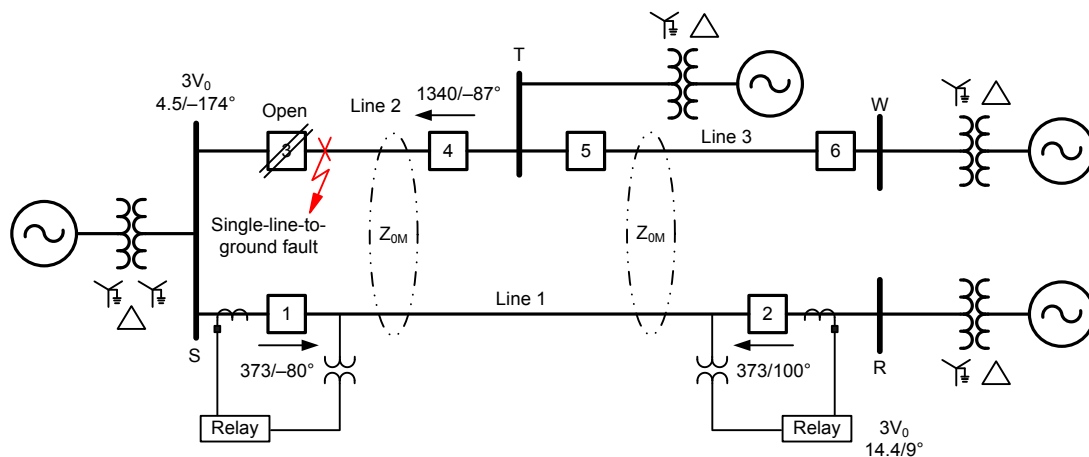 T
3V0
4.5/–174°
Open
Line 2
1340/–87°
W
3
4
5
Line 3
6
Single-line-to-
ground fault
Z0M
Z0M
Line 1
1
2
S
373/–80°
373/100°
R
Relay
Relay
3V0
14.4/9°